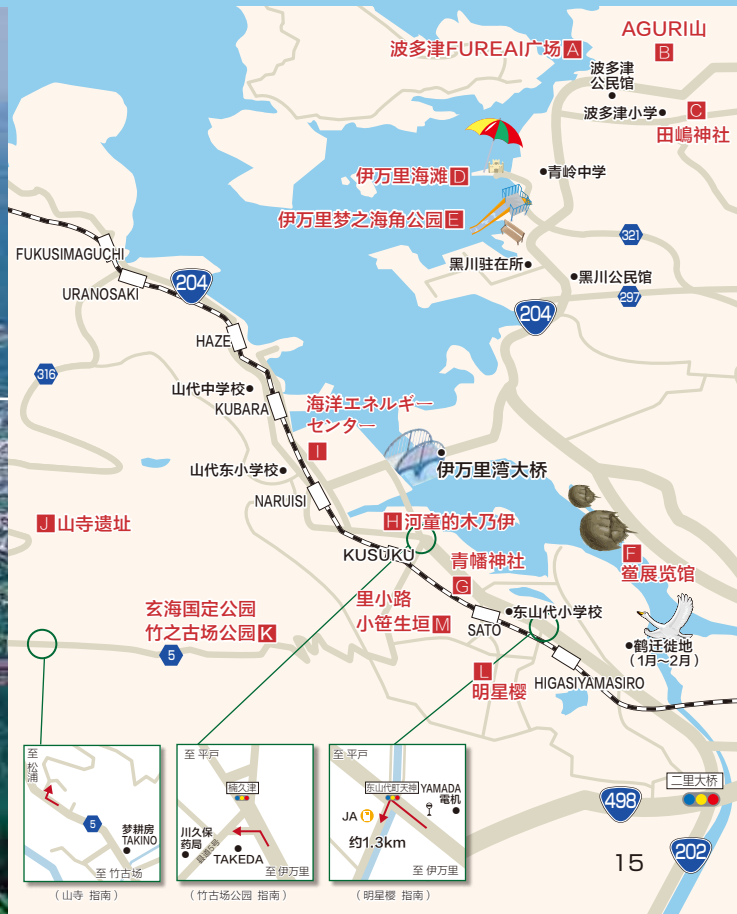 AGURI山
B
波多津FUREAI广场 A
波多津
公民馆
波多津小学
C
田嶋神社
伊万里海滩 D
青岭中学
伊万里梦之海角公园 E
321
FUKUSIMAGUCHI
黑川驻在所
黑川公民馆
297
URANOSAKI
204
204
HAZE
316
山代中学校
KUBARA
海洋エネルギー
センター
I
伊万里湾大桥
山代东小学校
NARUISI
J 山寺遗址
H 河童的木乃伊
KUSUKU
F
鲎展览馆
青幡神社
G
玄海国定公园
竹之古场公园 K
里小路
小笹生垣 M
东山代小学校
SATO
5
鹤迁徙地
（1月～2月）
L
明星樱
HIGASIYAMASIRO
至
松
浦
5
梦耕房
TAKINO
至 竹古场
（山寺 指南）
至 平戸
楠久津
川久保
药局
県道5号
TAKEDA
至 伊万里
（竹古场公园 指南）
至 平戸
东山代町天神
YAMADA
電机
JA
约1.3km
至 伊万里
（明星樱 指南）
二里大桥
498
202
15